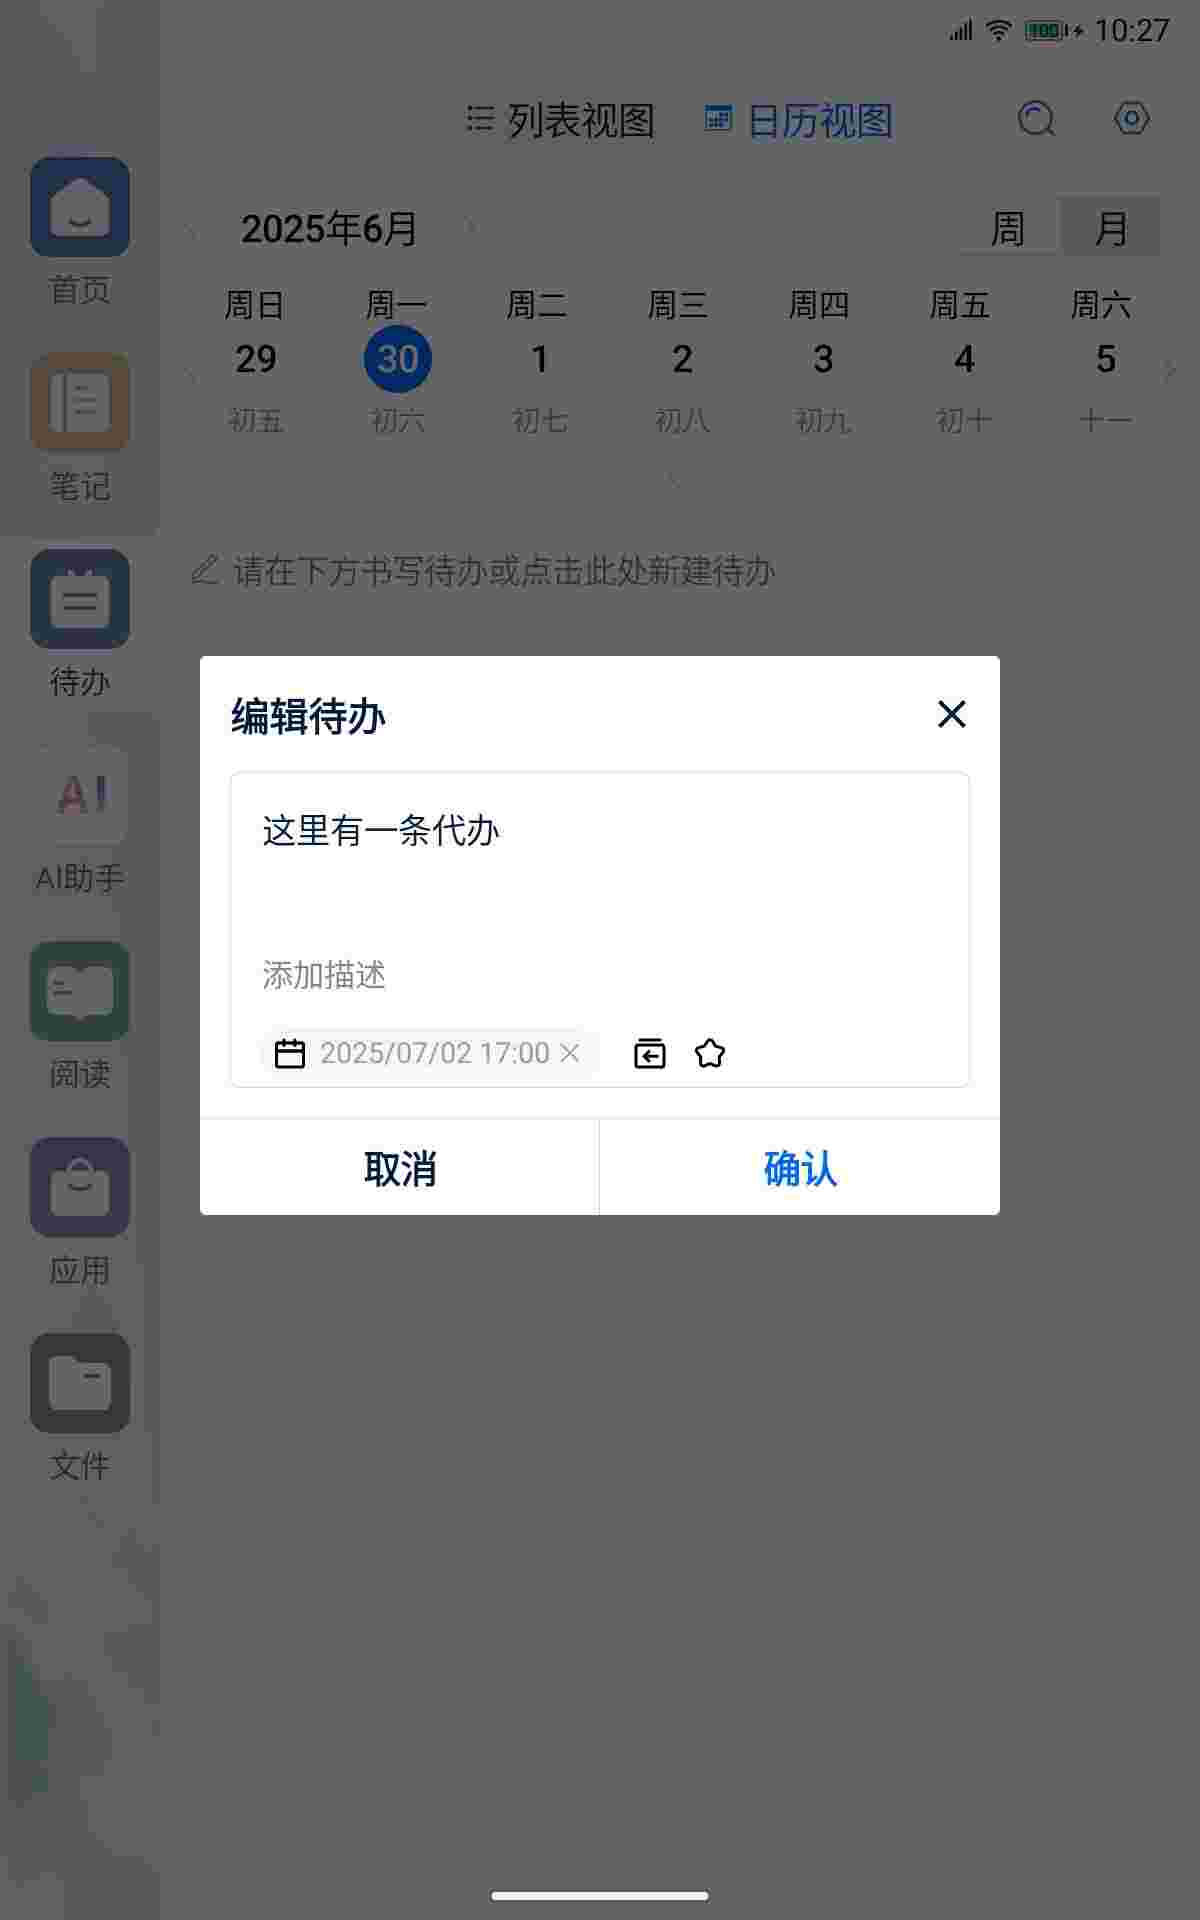 100 10:27
列表视图 日历视图
2025年6月 周 月
周日 周一 周二 周三 周四 周五 周六
29 30 1 2 3 4 5
初五 初六 初七 初八 初九 初十 十一
请在下方书写待办或点击此处新建待办
首页
笔记
待办
AI
AI助手
阅读
应用
文件
编辑待办
这里有一条代办
添加描述
2025/07/02 17:00
取消 确认